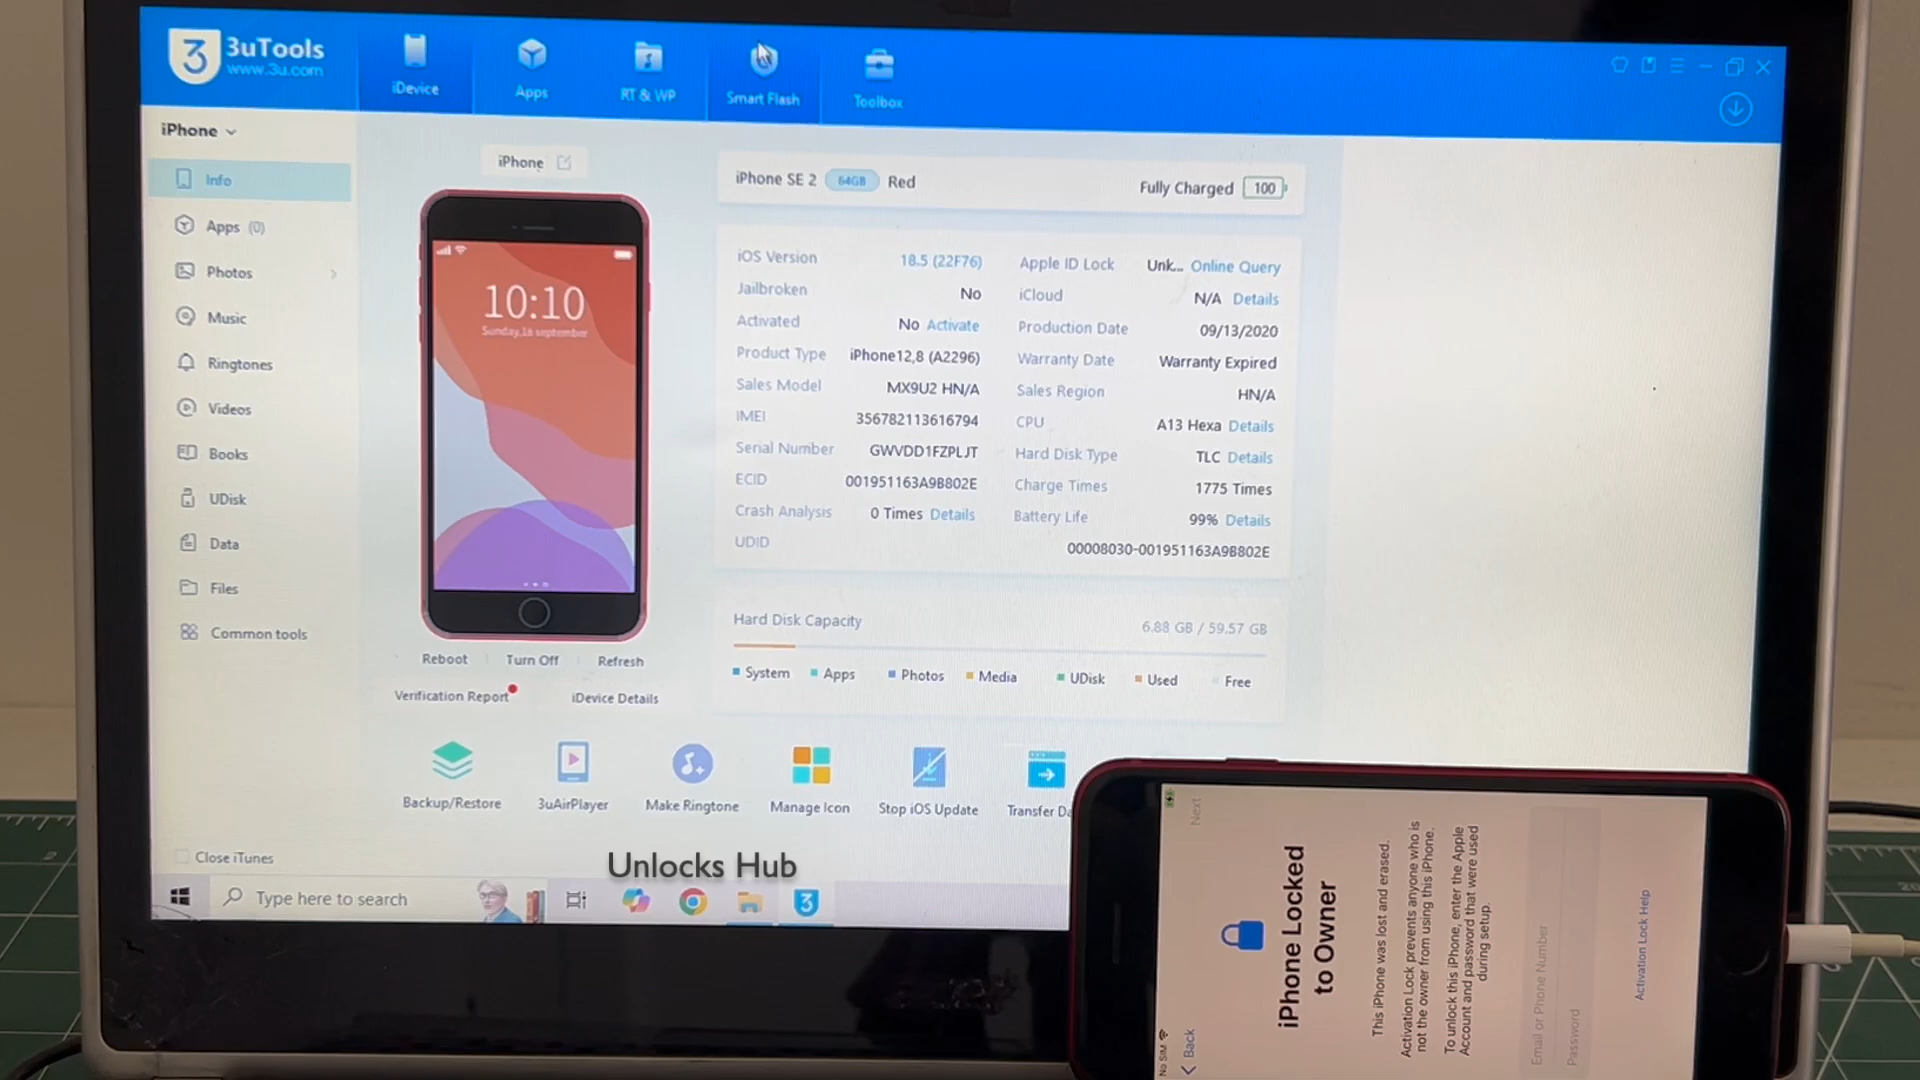 3uTools
www.3u.com
iDevice
Apps
RT & WP
Smart Flash
Toolbox
iPhone
Info
Apps (0)
Photos
Music
Ringtones
Videos
Books
UDisk
Data
Files
Common tools
Close iTunes
iPhone
10:10
Sunday,16 september
Reboot
Turn Off
Refresh
Verification Report
iDevice Details
iPhone SE 2 64GB Red
Fully Charged 100
iOS Version 18.5 (22F76)
Apple ID Lock Unk... Online Query
Jailbroken No
iCloud N/A Details
Activated No Activate
Production Date 09/13/2020
Product Type iPhone12,8 (A2296)
Warranty Date Warranty Expired
Sales Model MX9U2 HN/A
Sales Region HN/A
IMEI 356782113616794
CPU A13 Hexa Details
Serial Number GWVDD1FZPLJT
Hard Disk Type TLC Details
ECID 001951163A9B802E
Charge Times 1775 Times
Crash Analysis 0 Times Details
Battery Life 99% Details
UDID 00008030-001951163A9B802E
Hard Disk Capacity 6.88 GB / 59.57 GB
System Apps Photos Media UDisk Used Free
Backup/Restore
3uAirPlayer
Make Ringtone
Manage Icon
Stop iOS Update
Transfer
Unlocks Hub
Type here to search
No SIM
Back
Next
iPhone Locked
to Owner
This iPhone was lost and erased.
Activation Lock prevents anyone who is
not the owner from using this iPhone.
To unlock this iPhone, enter the Apple
Account and password that were used
during setup.
Email or Phone Number
Password
Activation Lock Help